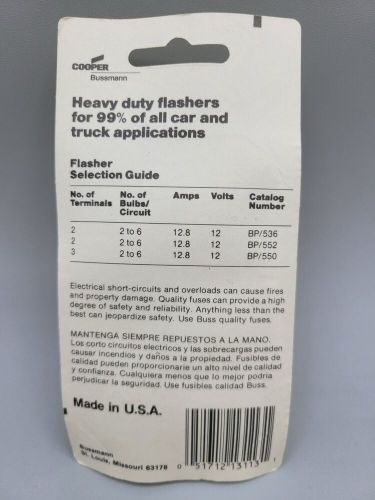 COOPER
Bussmann
Heavy duty flashers
for 99% of all car and
truck applications
Flasher
Selection Guide
No. of Terminals No. of Bulbs/ Circuit Amps Volts Catalog Number
2 2 to 6 12.8 12 BP/536
2 2 to 6 12.8 12 BP/552
3 2 to 6 12.8 12 BP/550
Electrical short-circuits and overloads can cause fires
and property damage. Quality fuses can provide a high
degree of safety and reliability. Anything less than the
best can jeopardize safety. Use Buss quality fuses.
MANTENGA SIEMPRE REPUESTOS A LA MANO.
Los corto circuitos electricos y las sobrecargas pueden
causar incendios y daños a la propiedad. Fusibles de
calidad pueden proporcionarle un alto nivel de calidad
y confianza. Cualquiera menos que lo mejor podria
perjudicar la seguridad. Use fusibles calidad Buss.
Made in U.S.A.
Bussmann
St. Louis, Missouri 63178
0 51712 13113 1